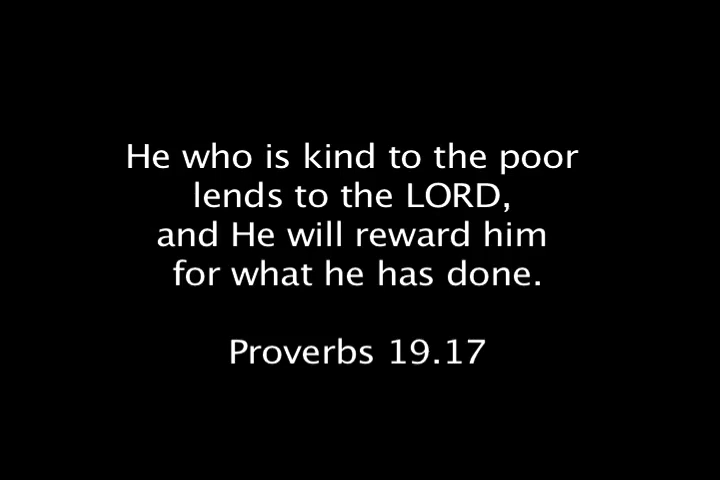 He who is kind to the poor
lends to the LORD,
and He will reward him
for what he has done.
Proverbs 19.17